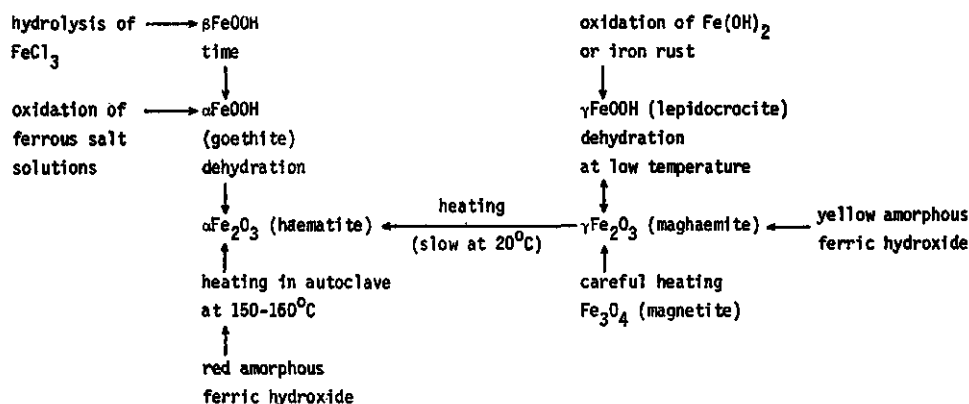 hydrolysis of
FeCl3
βFeOOH
time
oxidation of Fe(OH)2
or iron rust
oxidation of
ferrous salt
solutions
αFeOOH
(goethite)
dehydration
γFeOOH (lepidocrocite)
dehydration
at low temperature
αFe2O3 (haematite)
heating
(slow at 20°C)
γFe2O3 (maghaemite)
yellow amorphous
ferric hydroxide
heating in autoclave
at 150-160°C
careful heating
Fe3O4 (magnetite)
red amorphous
ferric hydroxide